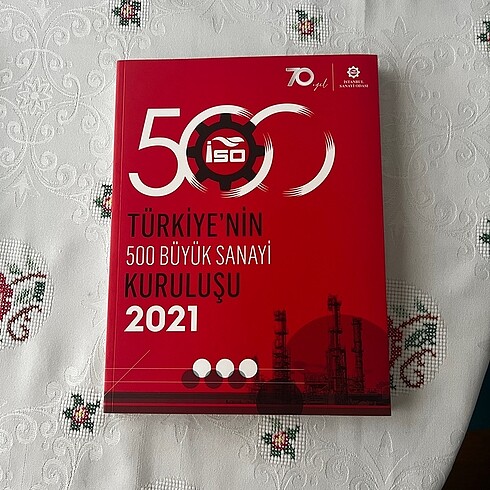 70.yıl
İSTANBUL
SANAYİ ODASI
500
İSO
TÜRKİYE'NİN
500 BÜYÜK SANAYİ
KURULUŞU
2021